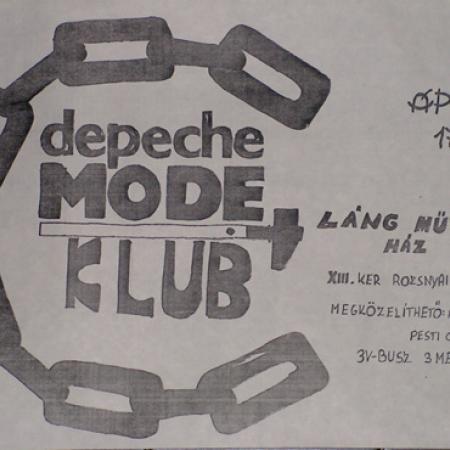 depeche
MODE
KLUB
LÁNG MŰ
HÁZ
XIII. KER ROZSNYAI
MEGKÖZELÍTHETŐ:
PESTI
3V-BUSZ 3 ME